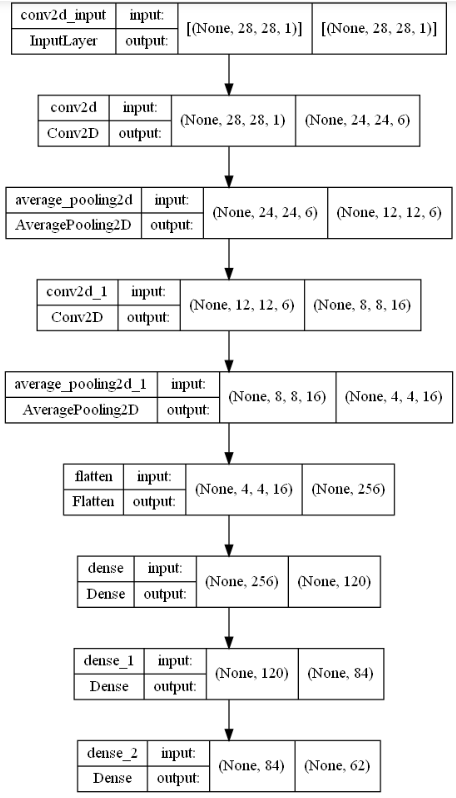 conv2d_input input: [(None, 28, 28, 1)] [(None, 28, 28, 1)]
InputLayer output:
conv2d input: (None, 28, 28, 1) (None, 24, 24, 6)
Conv2D output:
average_pooling2d input: (None, 24, 24, 6) (None, 12, 12, 6)
AveragePooling2D output:
conv2d_1 input: (None, 12, 12, 6) (None, 8, 8, 16)
Conv2D output:
average_pooling2d_1 input: (None, 8, 8, 16) (None, 4, 4, 16)
AveragePooling2D output:
flatten input: (None, 4, 4, 16) (None, 256)
Flatten output:
dense input: (None, 256) (None, 120)
Dense output:
dense_1 input: (None, 120) (None, 84)
Dense output:
dense_2 input: (None, 84) (None, 62)
Dense output: